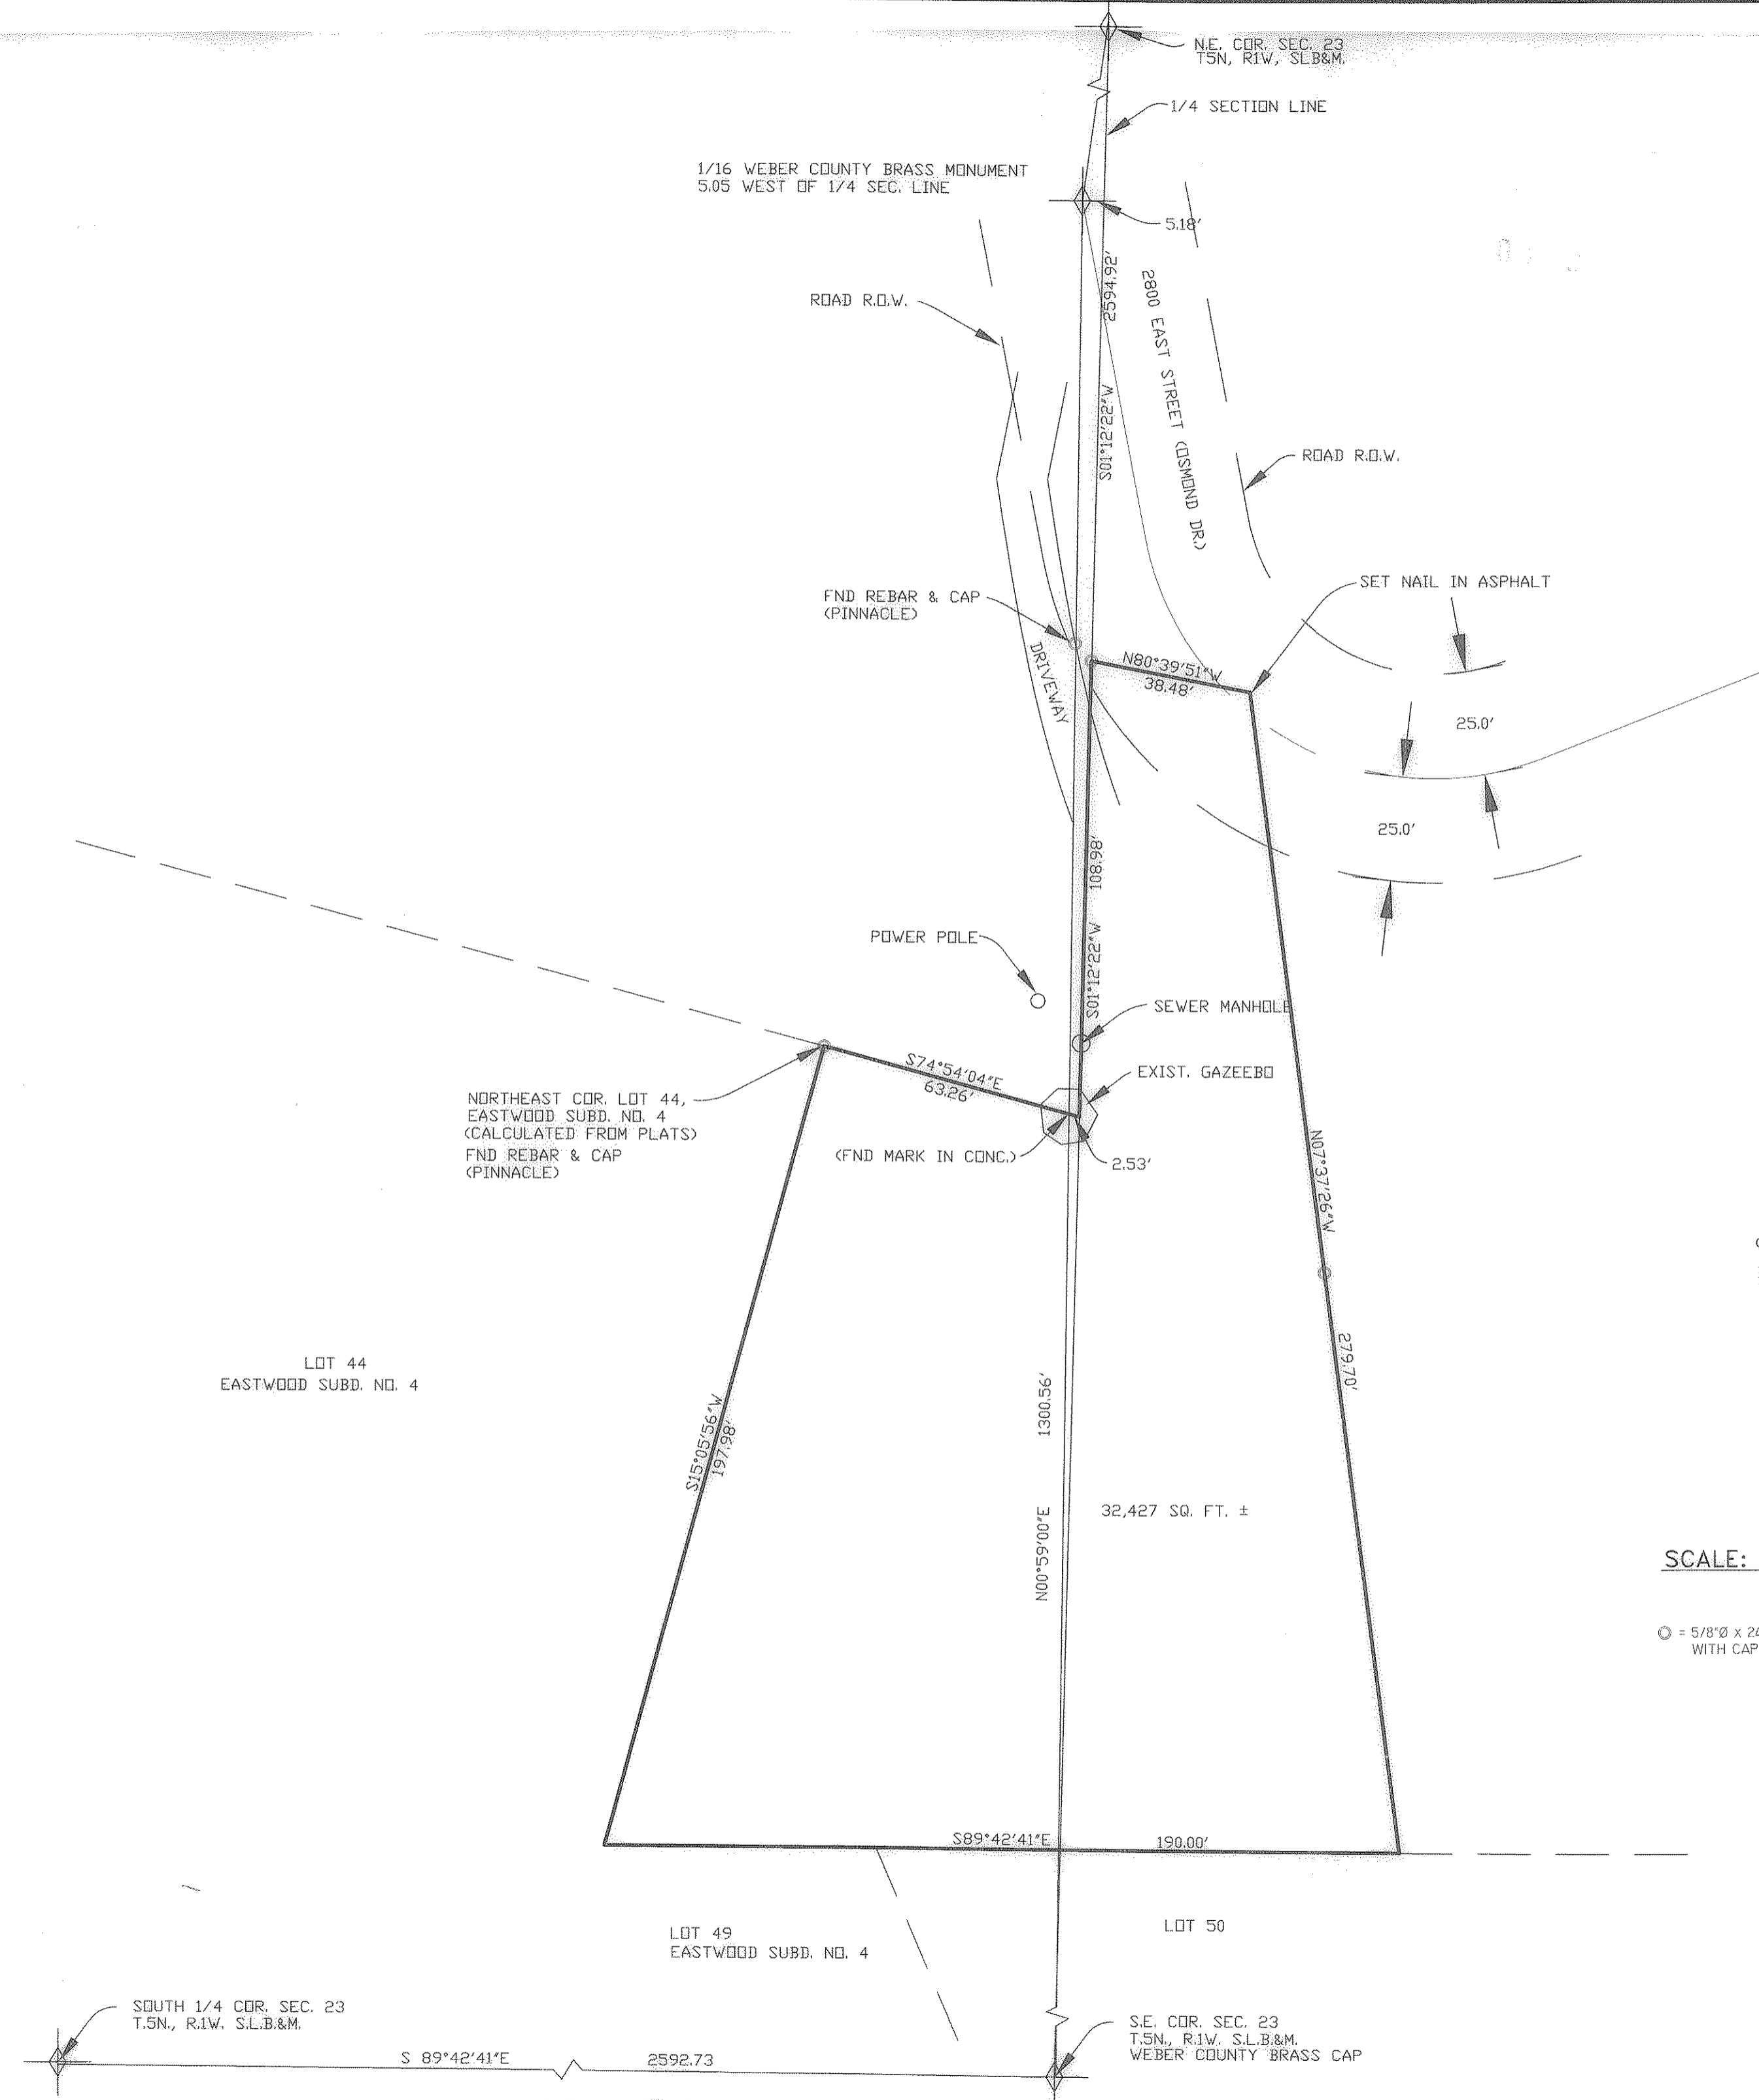 N.E. COR. SEC. 23
T5N, R1W, SLB&M.
1/4 SECTION LINE
1/16 WEBER COUNTY BRASS MONUMENT
5.05 WEST OF 1/4 SEC. LINE
5.18'
2594.92'
S01°12'22"W
2800 EAST STREET (OSMOND DR.)
ROAD R.O.W.
ROAD R.O.W.
SET NAIL IN ASPHALT
FND REBAR & CAP
(PINNACLE)
DRIVEWAY
N80°39'51"W
38.48'
25.0'
25.0'
108.98'
S01°12'22"W
POWER POLE
SEWER MANHOLE
EXIST. GAZEEBO
S74°54'04"E
63.26'
NORTHEAST COR. LOT 44,
EASTWOOD SUBD. NO. 4
(CALCULATED FROM PLATS)
FND REBAR & CAP
(PINNACLE)
(FND MARK IN CONC.)
2.53'
N07°37'26"W
279.70'
LOT 44
EASTWOOD SUBD. NO. 4
S15°05'56"W
197.98'
1300.56'
N00°59'00"E
32,427 SQ. FT. ±
SCALE:
= 5/8"Ø x 24
WITH CAP
S89°42'41"E
190.00'
LOT 49
EASTWOOD SUBD. NO. 4
LOT 50
SOUTH 1/4 COR. SEC. 23
T.5N., R.1W. S.L.B.&M.
S 89°42'41"E
2592.73
S.E. COR. SEC. 23
T.5N., R.1W. S.L.B.&M.
WEBER COUNTY BRASS CAP